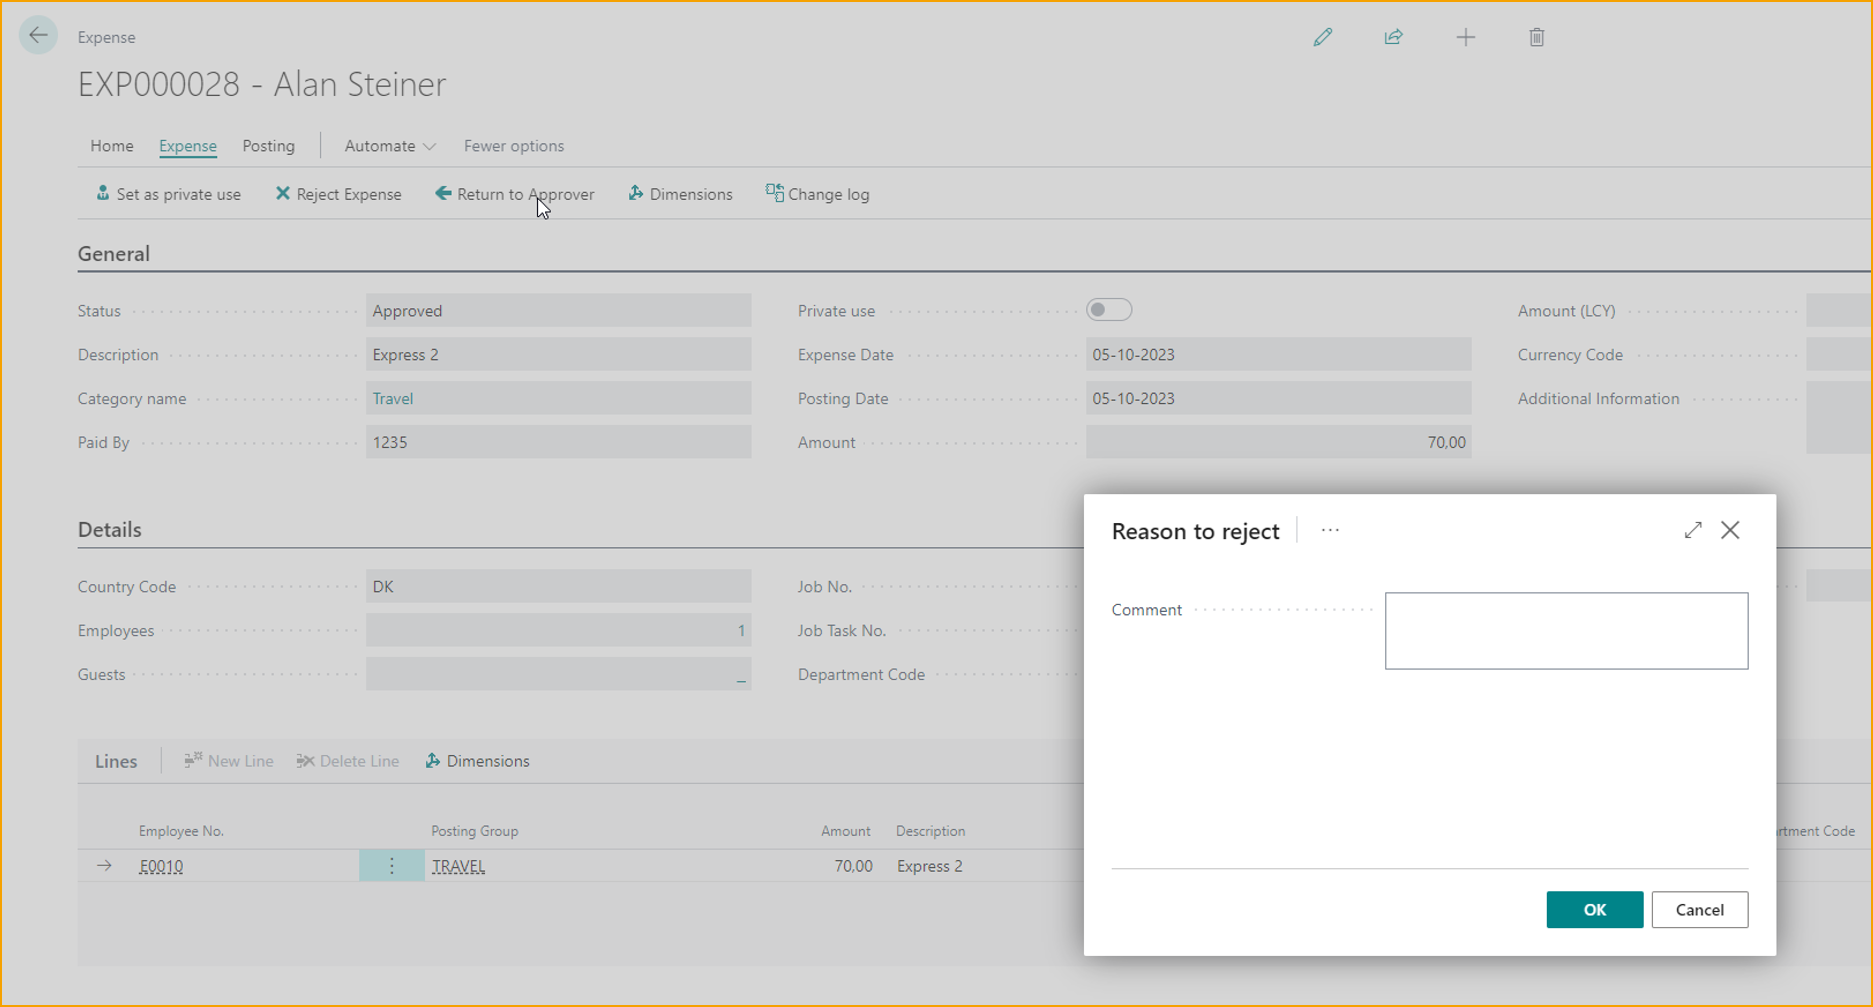 Expense
EXP000028 - Alan Steiner
Home Expense Posting Automate Fewer options
Set as private use Reject Expense Return to Approver Dimensions Change log
General
Status Approved Private use Amount (LCY)
Description Express 2 Expense Date 05-10-2023 Currency Code
Category name Travel Posting Date 05-10-2023 Additional Information
Paid By 1235 Amount 70,00
Details
Reason to reject ...
Country Code DK Job No.
Comment
Employees 1 Job Task No.
Guests _ Department Code
Lines New Line Delete Line Dimensions
Employee No. Posting Group Amount Description Code
E0010 TRAVEL 70,00 Express 2
OK Cancel